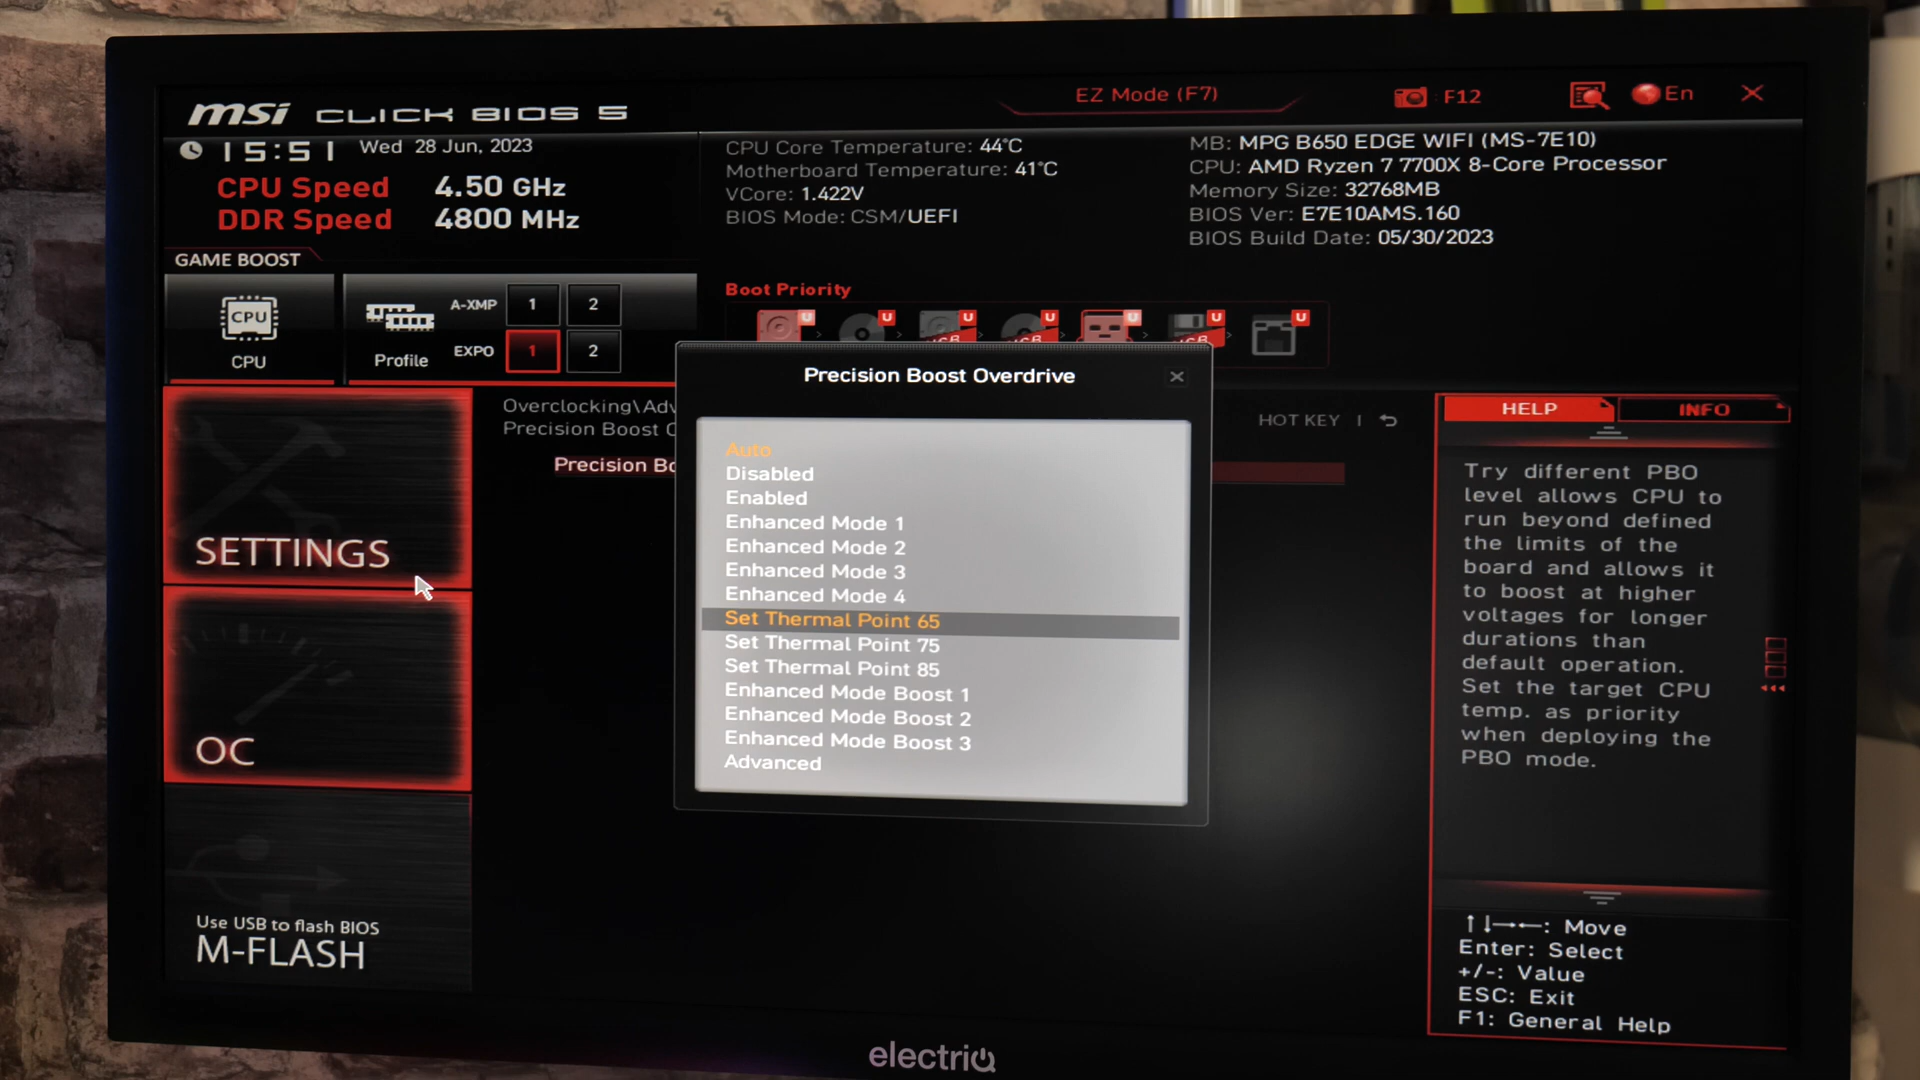 msi CLICK BIOS 5
EZ Mode (F7)
: F12
En
15:51 Wed 28 Jun, 2023
CPU Speed 4.50 GHz
DDR Speed 4800 MHz
CPU Core Temperature: 44°C
Motherboard Temperature: 41°C
VCore: 1.422V
BIOS Mode: CSM/UEFI
MB: MPG B650 EDGE WIFI (MS-7E10)
CPU: AMD Ryzen 7 7700X 8-Core Processor
Memory Size: 32768MB
BIOS Ver: E7E10AMS.160
BIOS Build Date: 05/30/2023
GAME BOOST
CPU
CPU
Profile
A-XMP 1 2
EXPO 1 2
Boot Priority
U U U U U U U
SETTINGS
OC
Use USB to flash BIOS
M-FLASH
Overclocking\Adv
Precision Boost O
Precision Bo
HOT KEY |
Precision Boost Overdrive
Auto
Disabled
Enabled
Enhanced Mode 1
Enhanced Mode 2
Enhanced Mode 3
Enhanced Mode 4
Set Thermal Point 65
Set Thermal Point 75
Set Thermal Point 85
Enhanced Mode Boost 1
Enhanced Mode Boost 2
Enhanced Mode Boost 3
Advanced
HELP
INFO
Try different PBO
level allows CPU to
run beyond defined
the limits of the
board and allows it
to boost at higher
voltages for longer
durations than
default operation.
Set the target CPU
temp. as priority
when deploying the
PBO mode.
↑↓→←: Move
Enter: Select
+/-: Value
ESC: Exit
F1: General Help
electriq